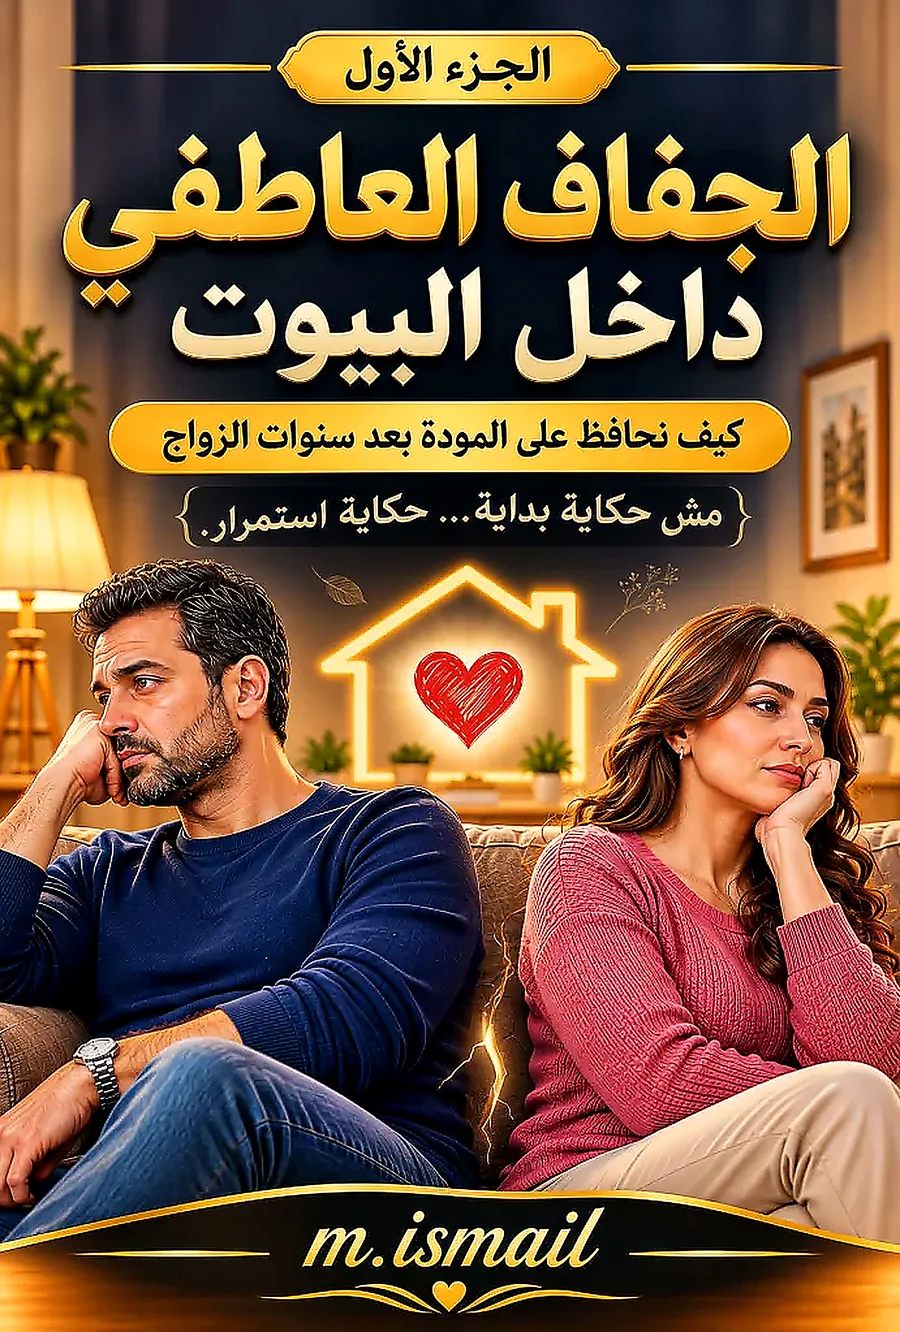 الجزء الأول
الجفاف العاطفي
داخل البيوت
كيف نحافظ على المودة بعد سنوات الزواج
مش حكاية بداية... حكاية استمرار.
m.ismail